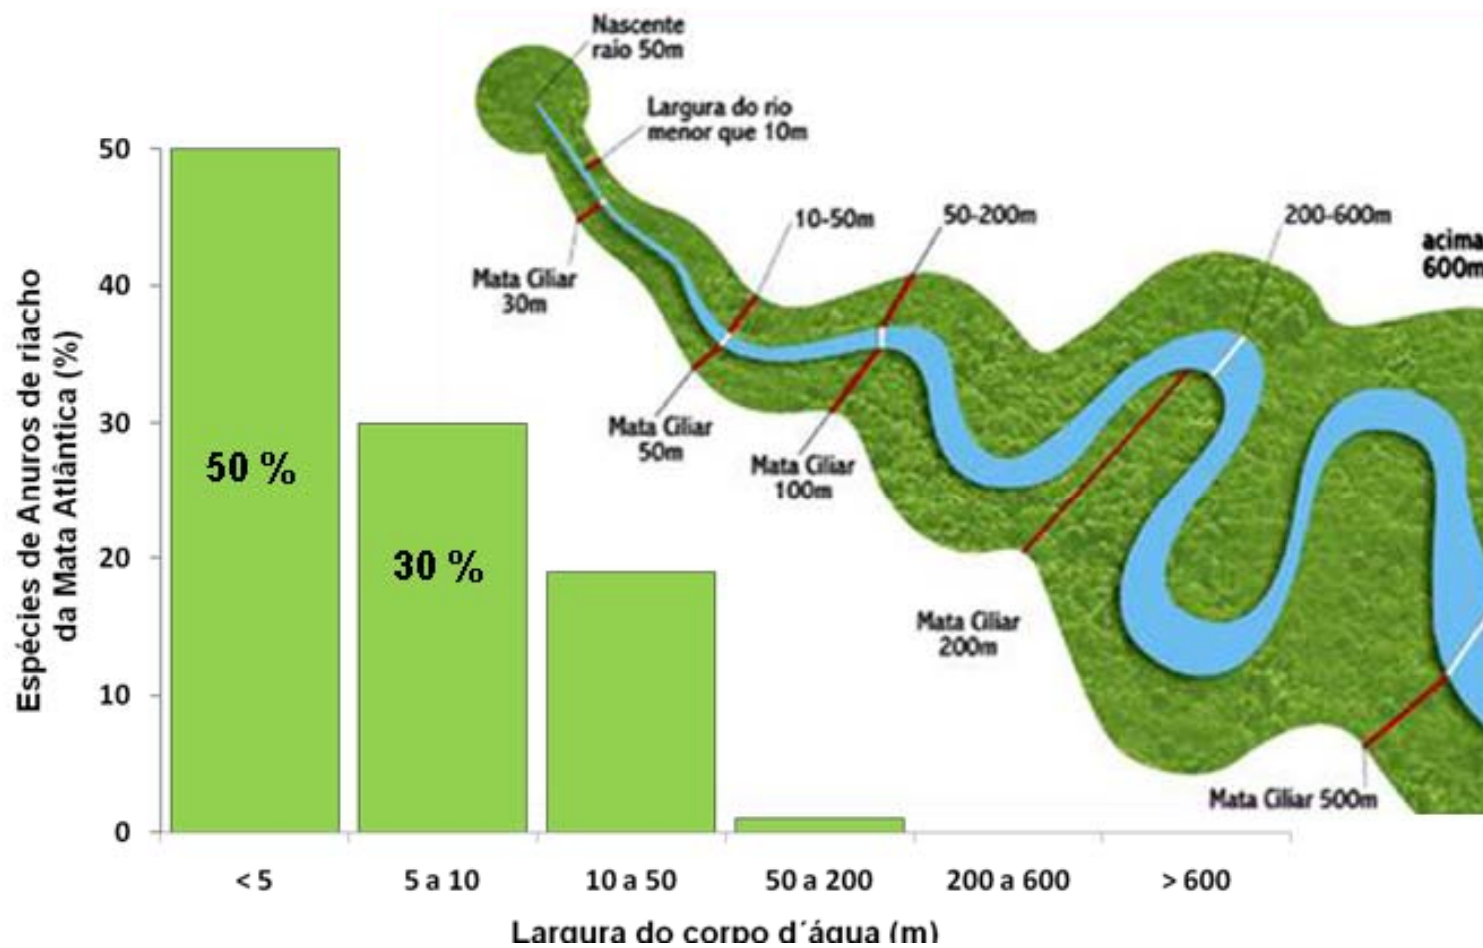 Nascente
raio 50m
Largura do rio
menor que 10m
10-50m
50-200m
200-600m
acima
600m
Mata Ciliar
30m
Mata Ciliar
50m
Mata Ciliar
100m
Mata Ciliar
200m
Mata Ciliar 500m
Espécies de Anuros de riacho
da Mata Atlântica (%)
50
40
30
20
10
0
50 %
30 %
< 5
5 a 10
10 a 50
50 a 200
200 a 600
> 600
Largura do corpo d´água (m)